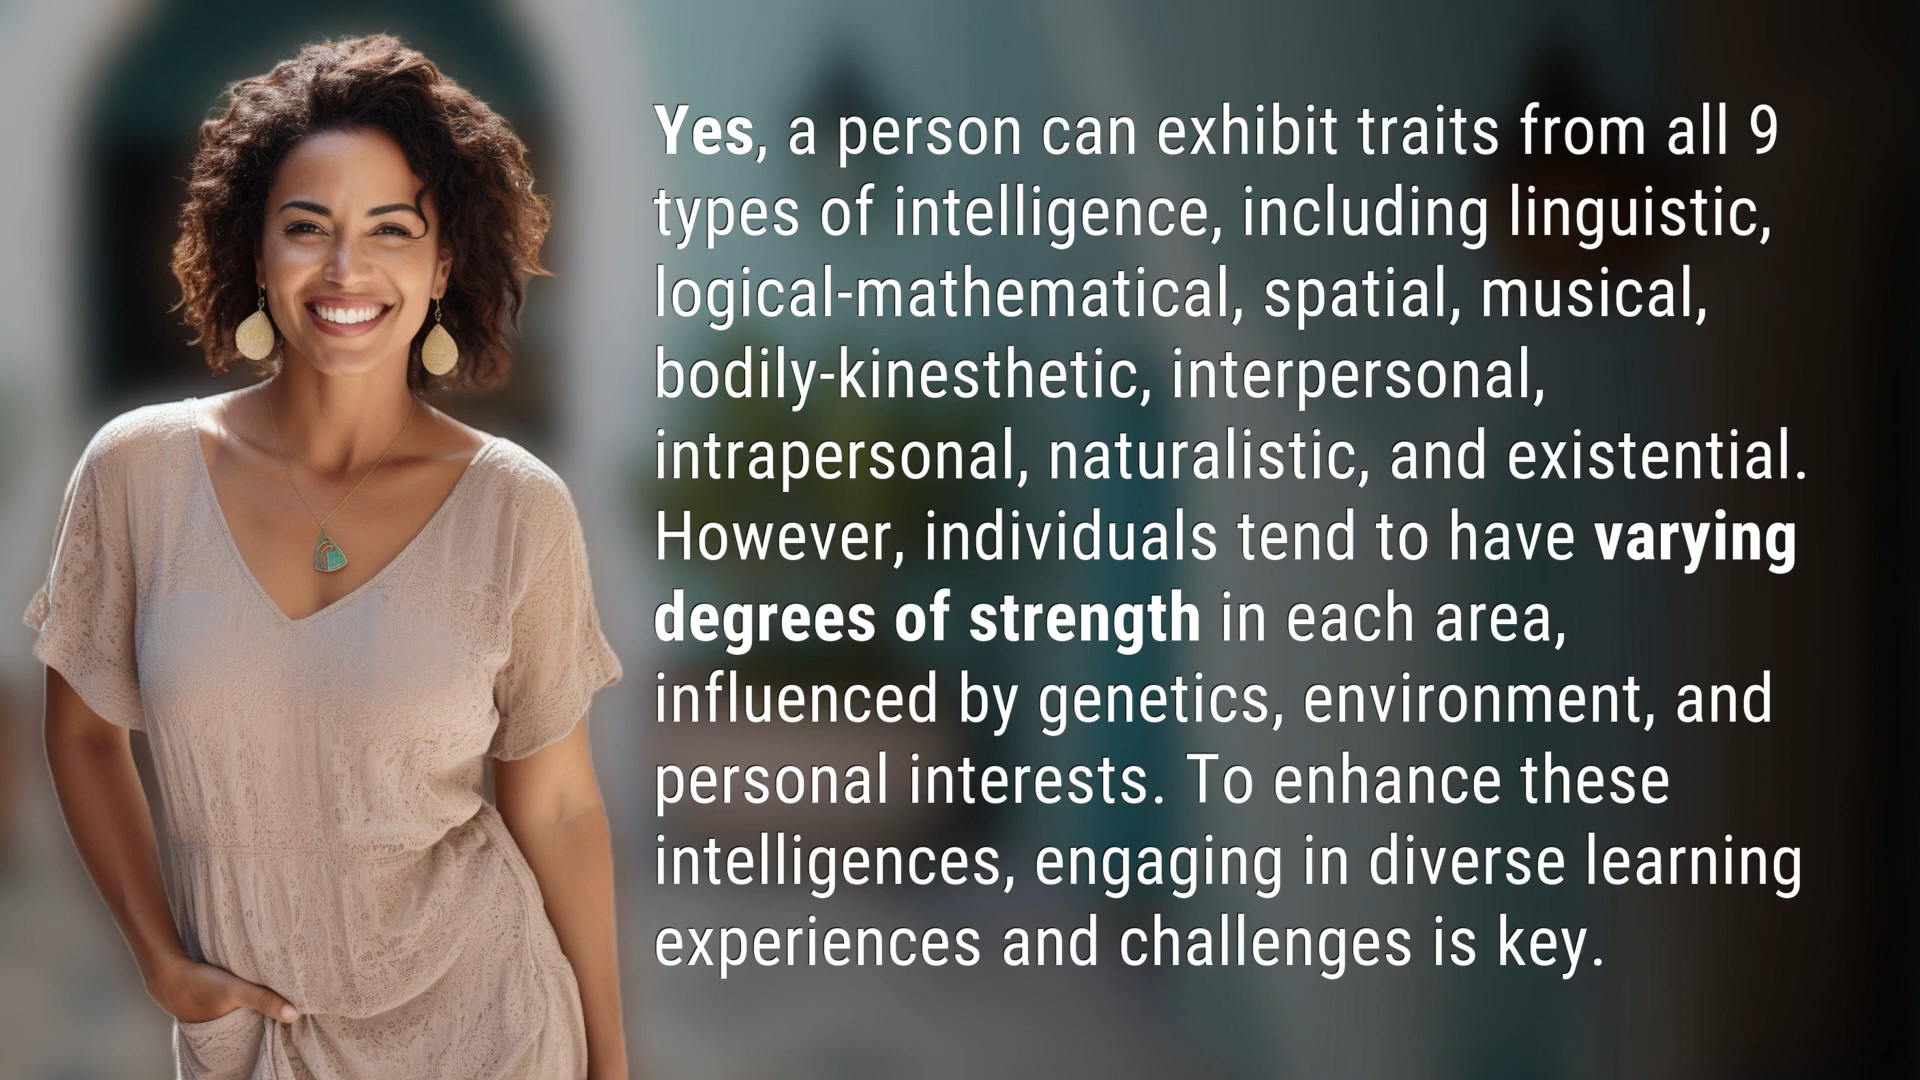 Yes, a person can exhibit traits from all 9
types of intelligence, including linguistic,
logical-mathematical, spatial, musical,
bodily-kinesthetic, interpersonal,
intrapersonal, naturalistic, and existential.
However, individuals tend to have varying
degrees of strength in each area,
influenced by genetics, environment, and
personal interests. To enhance these
intelligences, engaging in diverse learning
experiences and challenges is key.